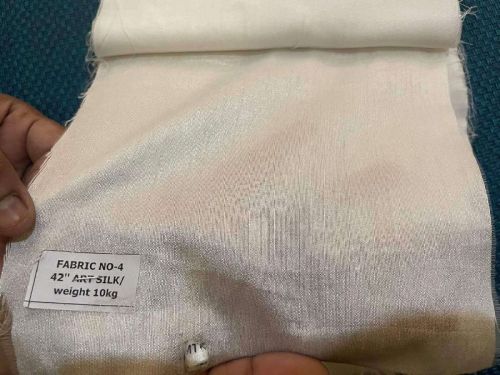 FABRIC NO-4
42" ART SILK/
weight 10kg